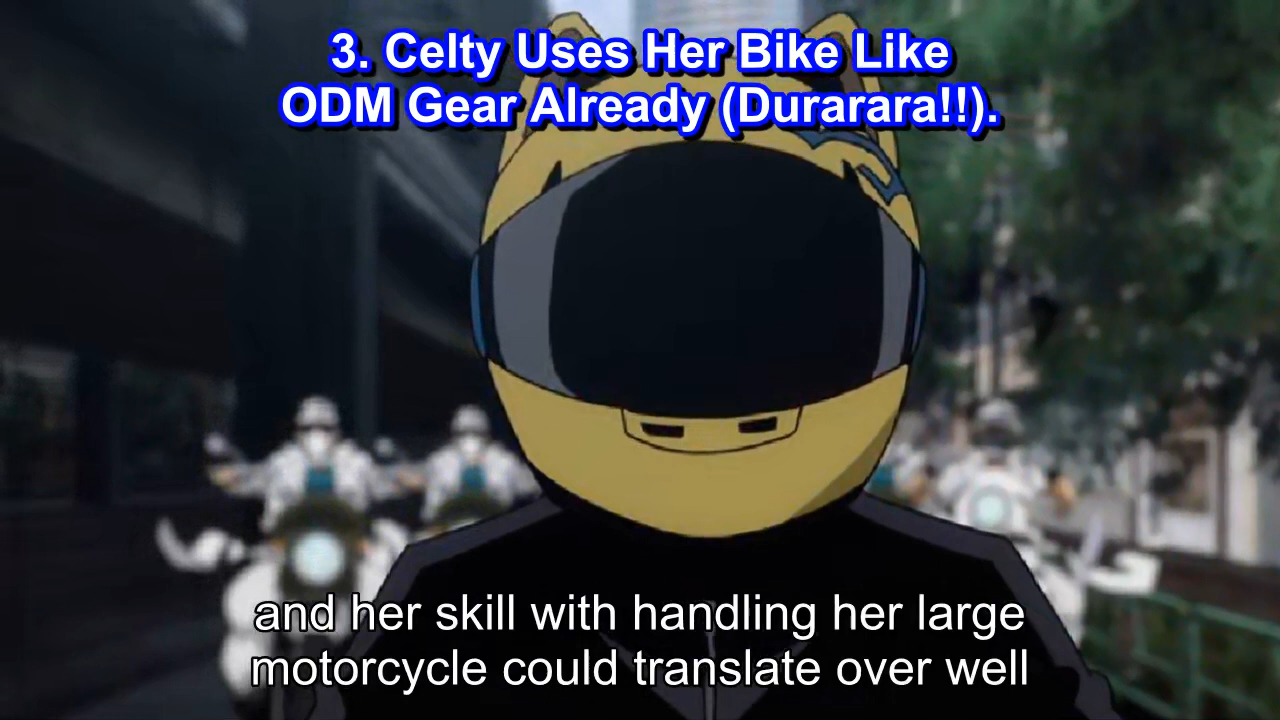 3. Celty Uses Her Bike Like
ODM Gear Already (Durarara!!).
and her skill with handling her large
motorcycle could translate over well